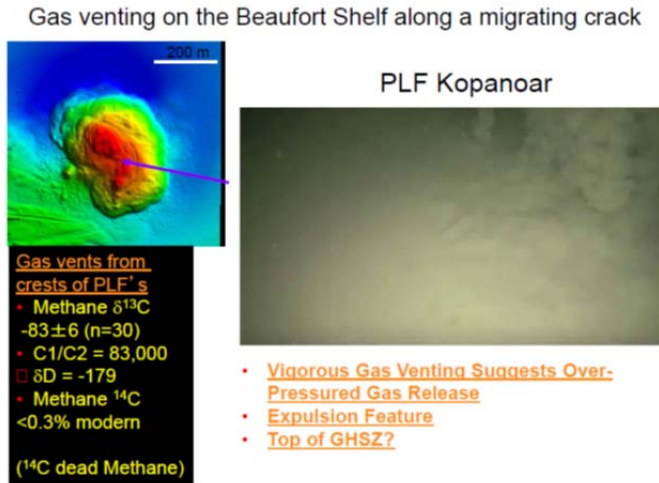 Gas venting on the Beaufort Shelf along a migrating crack
200 m
PLF Kopanoar
Gas vents from
crests of PLF's
• Methane δ¹³C
-83±6 (n=30)
• C1/C2 = 83,000
□ δD = -179
• Methane ¹⁴C
<0.3% modern
(¹⁴C dead Methane)
• Vigorous Gas Venting Suggests Over-
Pressured Gas Release
• Expulsion Feature
• Top of GHSZ?